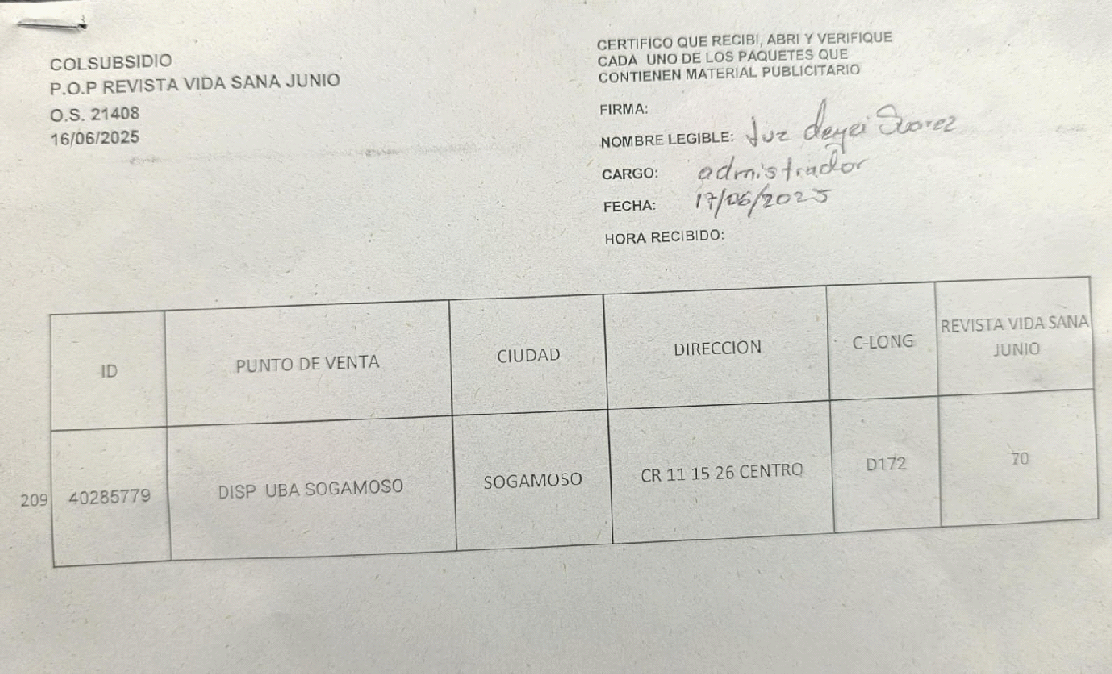 COLSUBSIDIO
P.O.P REVISTA VIDA SANA JUNIO
O.S. 21408
16/06/2025
CERTIFICO QUE RECIBI, ABRI Y VERIFIQUE
CADA UNO DE LOS PAQUETES QUE
CONTIENEN MATERIAL PUBLICITARIO
FIRMA:
NOMBRE LEGIBLE: Luz Suarez
CARGO: admistrador
FECHA: 17/06/2025
HORA RECIBIDO:
ID PUNTO DE VENTA CIUDAD DIRECCION C-LONG REVISTA VIDA SANA
JUNIO
209 40285779 DISP UBA SOGAMOSO SOGAMOSO CR 11 15 26 CENTRO D172 70